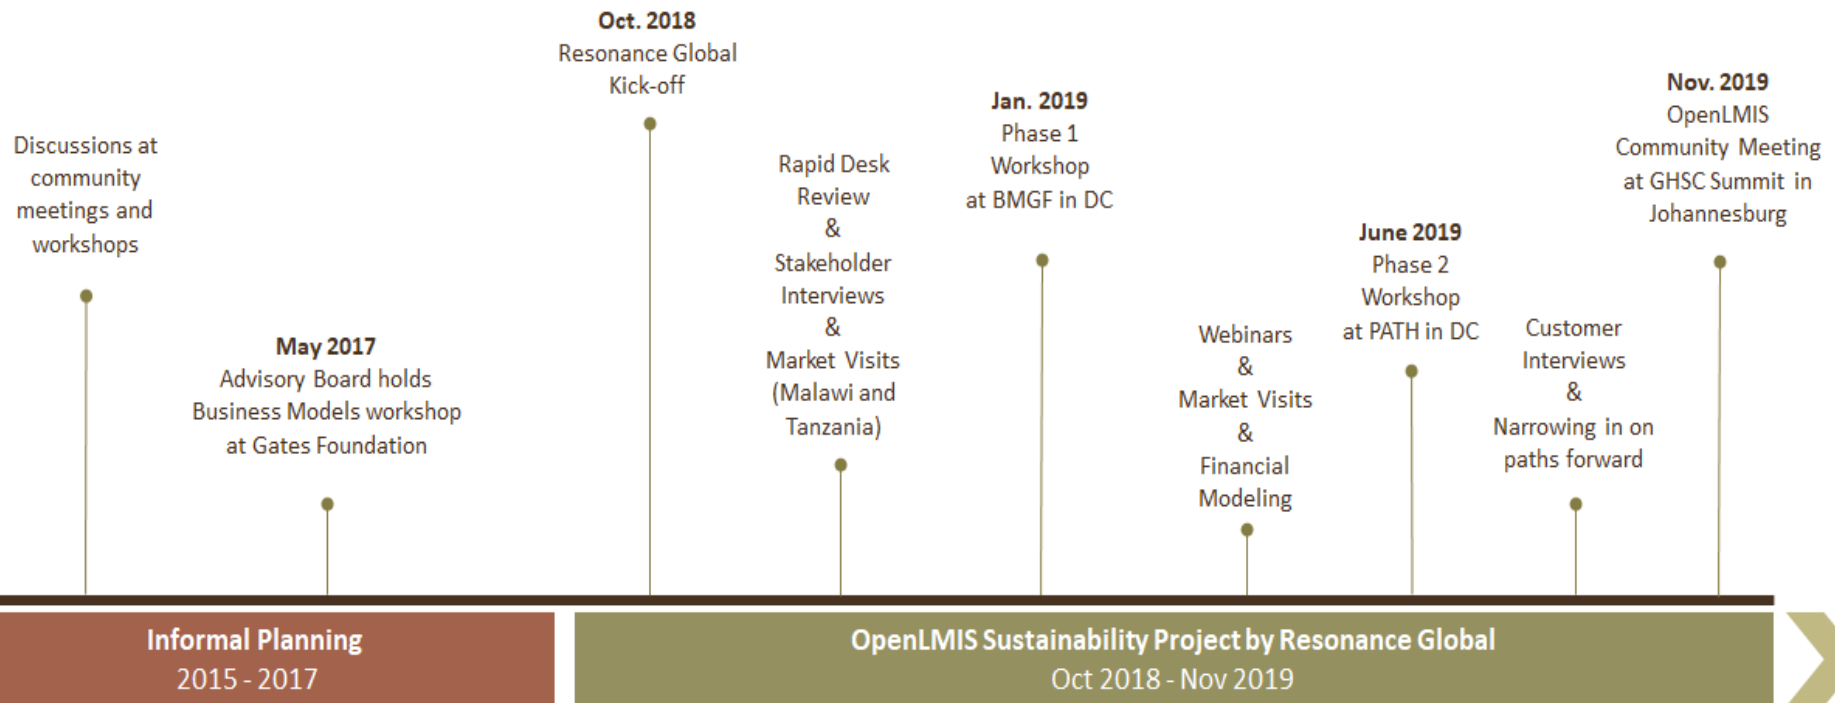 Discussions at
community
meetings and
workshops
May 2017
Advisory Board holds
Business Models workshop
at Gates Foundation
Oct. 2018
Resonance Global
Kick-off
Rapid Desk
Review
&
Stakeholder
Interviews
&
Market Visits
(Malawi and
Tanzania)
Jan. 2019
Phase 1
Workshop
at BMGF in DC
Webinars
&
Market Visits
&
Financial
Modeling
June 2019
Phase 2
Workshop
at PATH in DC
Customer
Interviews
&
Narrowing in on
paths forward
Nov. 2019
OpenLMIS
Community Meeting
at GHSC Summit in
Johannesburg
Informal Planning
2015 - 2017
OpenLMIS Sustainability Project by Resonance Global
Oct 2018 - Nov 2019